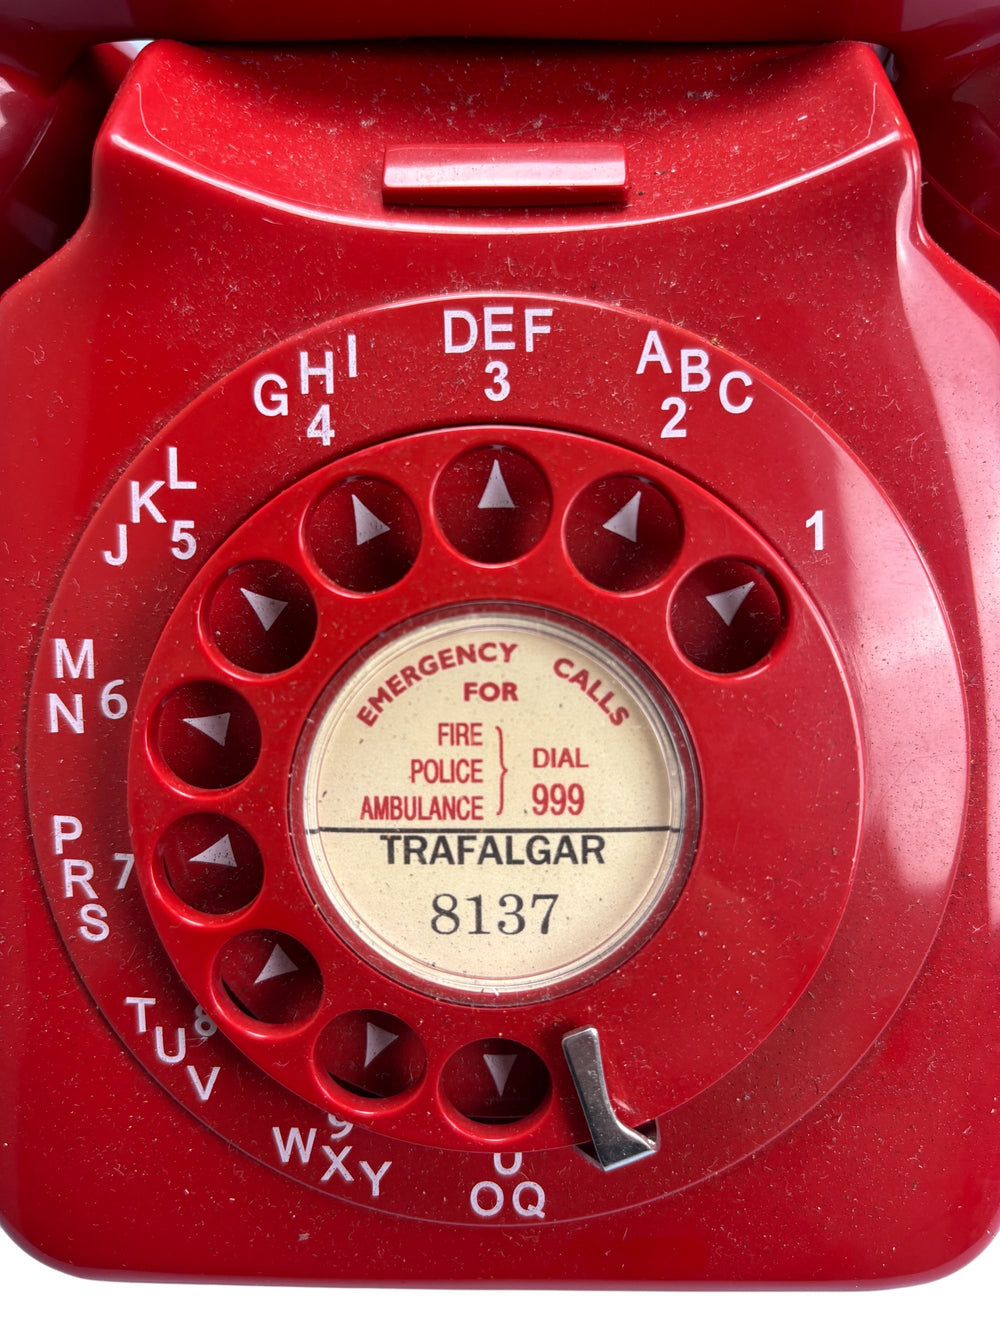 DEF
3
ABC
2
1
GHI
4
JKL
5
MN
6
PRS
7
TUV
8
WXY
9
0
OQ
EMERGENCY CALLS
FOR
FIRE
POLICE
AMBULANCE
DIAL
999
TRAFALGAR
8137